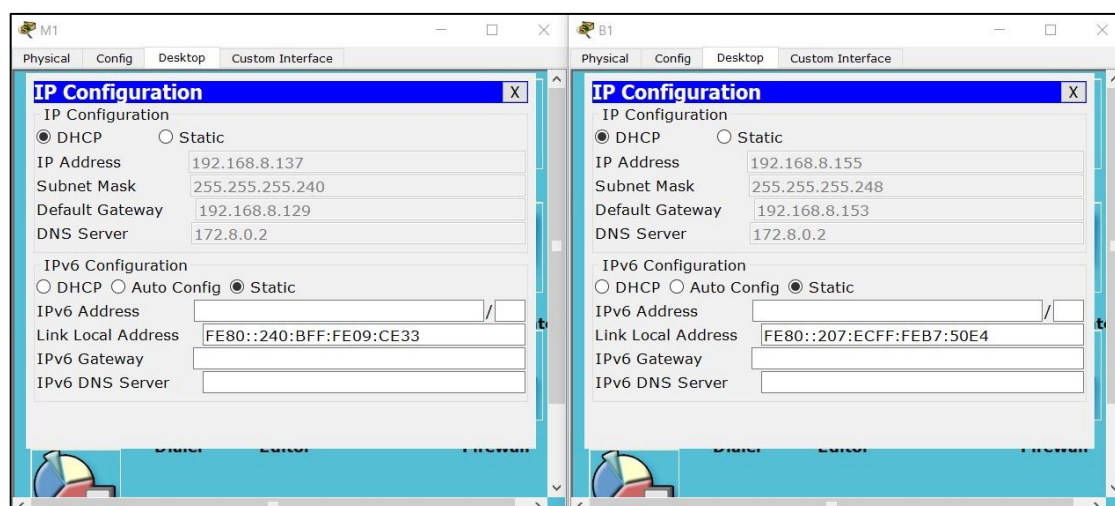 M1
Physical Config Desktop Custom Interface
IP Configuration X
IP Configuration
DHCP Static
IP Address 192.168.8.137
Subnet Mask 255.255.255.240
Default Gateway 192.168.8.129
DNS Server 172.8.0.2
IPv6 Configuration
DHCP Auto Config Static
IPv6 Address /
Link Local Address FE80::240:BFF:FE09:CE33
IPv6 Gateway
IPv6 DNS Server
B1
Physical Config Desktop Custom Interface
IP Configuration X
IP Configuration
DHCP Static
IP Address 192.168.8.155
Subnet Mask 255.255.255.248
Default Gateway 192.168.8.153
DNS Server 172.8.0.2
IPv6 Configuration
DHCP Auto Config Static
IPv6 Address /
Link Local Address FE80::207:ECFF:FEB7:50E4
IPv6 Gateway
IPv6 DNS Server